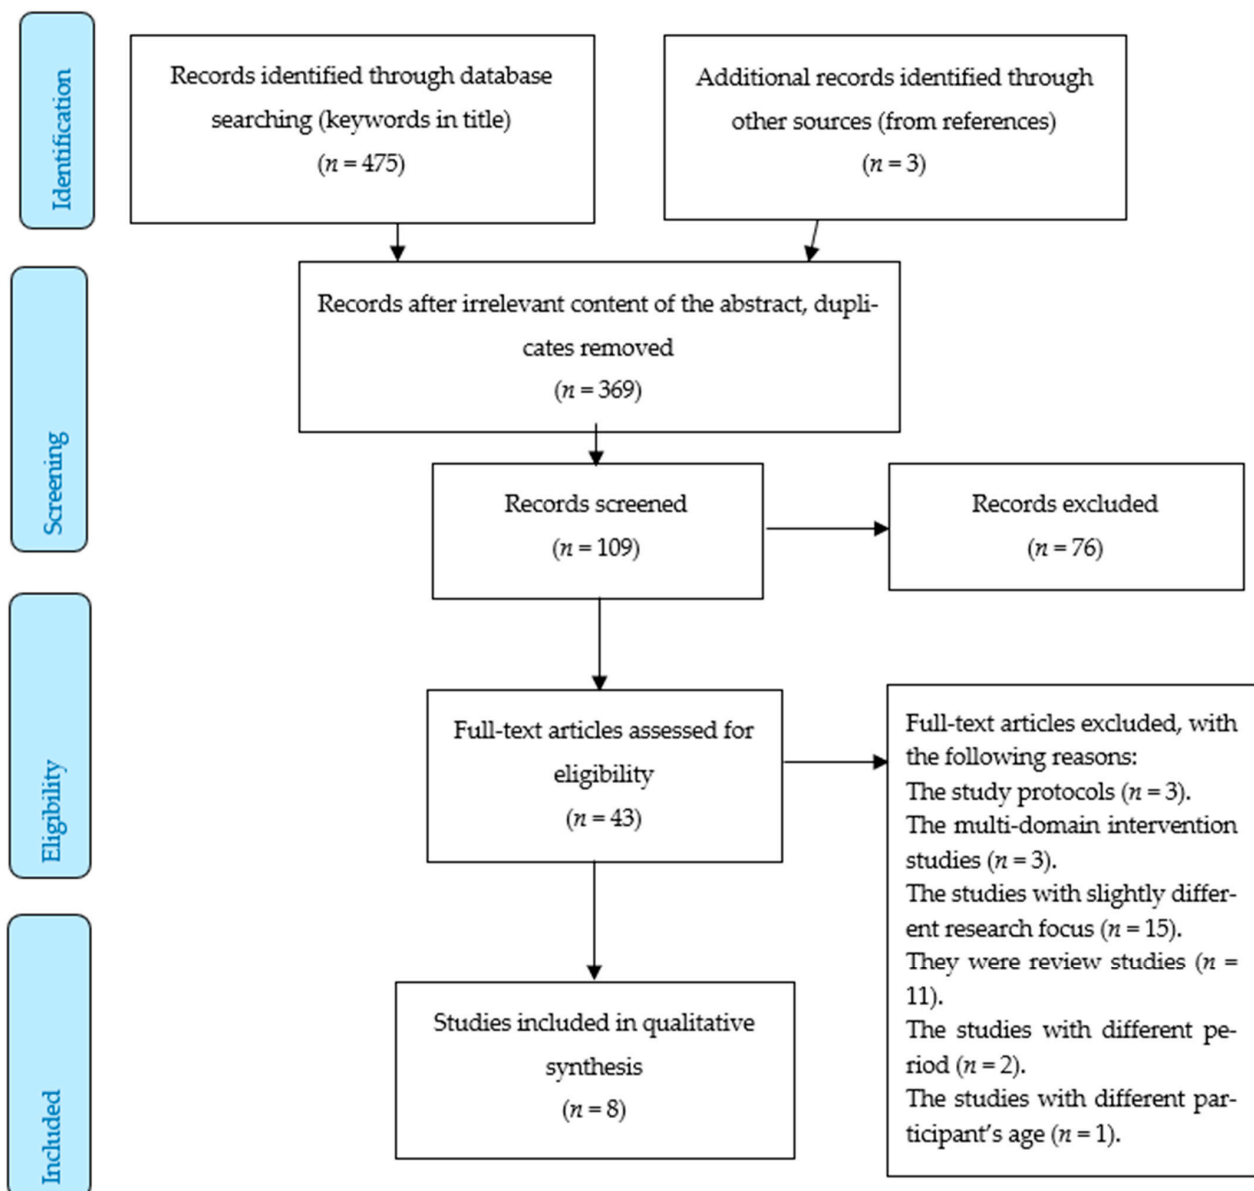 Identification
Records identified through database
searching (keywords in title)
(n = 475)
Additional records identified through
other sources (from references)
(n = 3)
Screening
Records after irrelevant content of the abstract, dupli-
cates removed
(n = 369)
Records screened
(n = 109)
Records excluded
(n = 76)
Eligibility
Full-text articles assessed for
eligibility
(n = 43)
Full-text articles excluded, with
the following reasons:
The study protocols (n = 3).
The multi-domain intervention
studies (n = 3).
The studies with slightly differ-
ent research focus (n = 15).
They were review studies (n =
11).
The studies with different pe-
riod (n = 2).
The studies with different par-
ticipant's age (n = 1).
Included
Studies included in qualitative
synthesis
(n = 8)